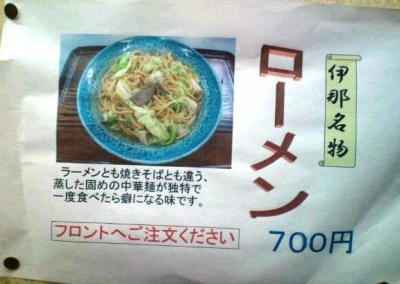 伊那名物
ローメン
ラーメンとも焼きそばとも違う、
蒸した固めの中華麺が独特で
一度食べたら癖になる味です。
フロントへご注文ください
700円